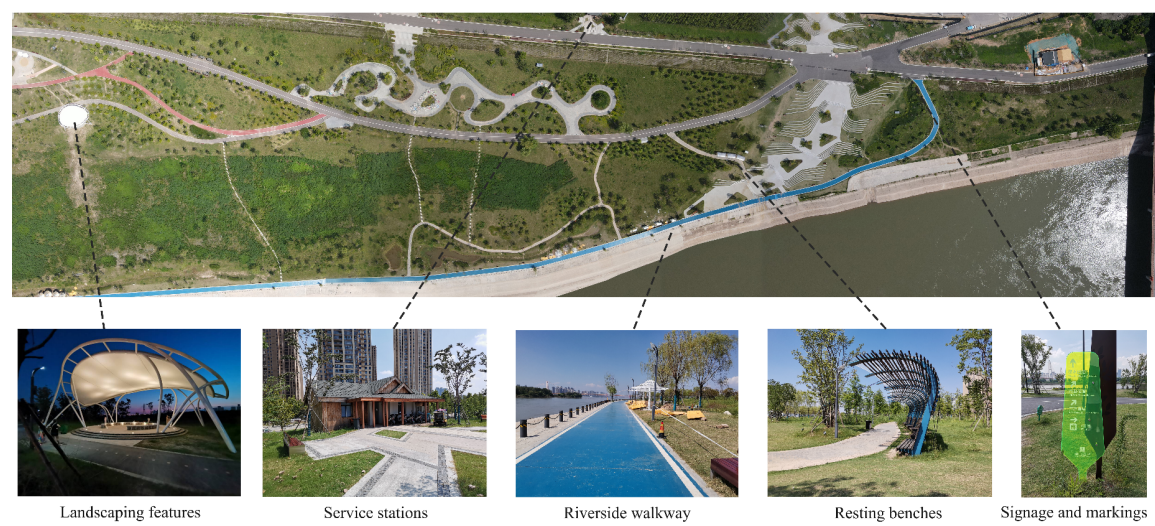 Landscaping features
Service stations
Riverside walkway
Resting benches
Signage and markings